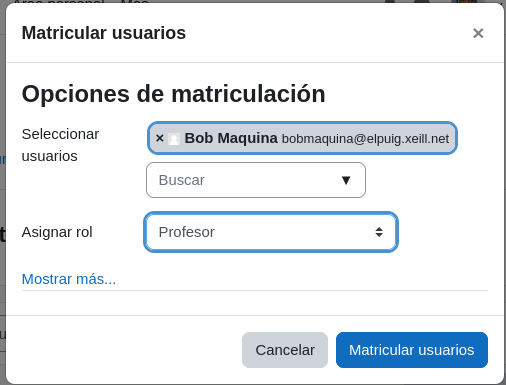 Matricular usuarios ×
Opciones de matriculación
Seleccionar usuarios
× Bob Maquina bobmaquina@elpuig.xeill.net
Buscar ▼
Asignar rol Profesor
Mostrar más...
Cancelar Matricular usuarios